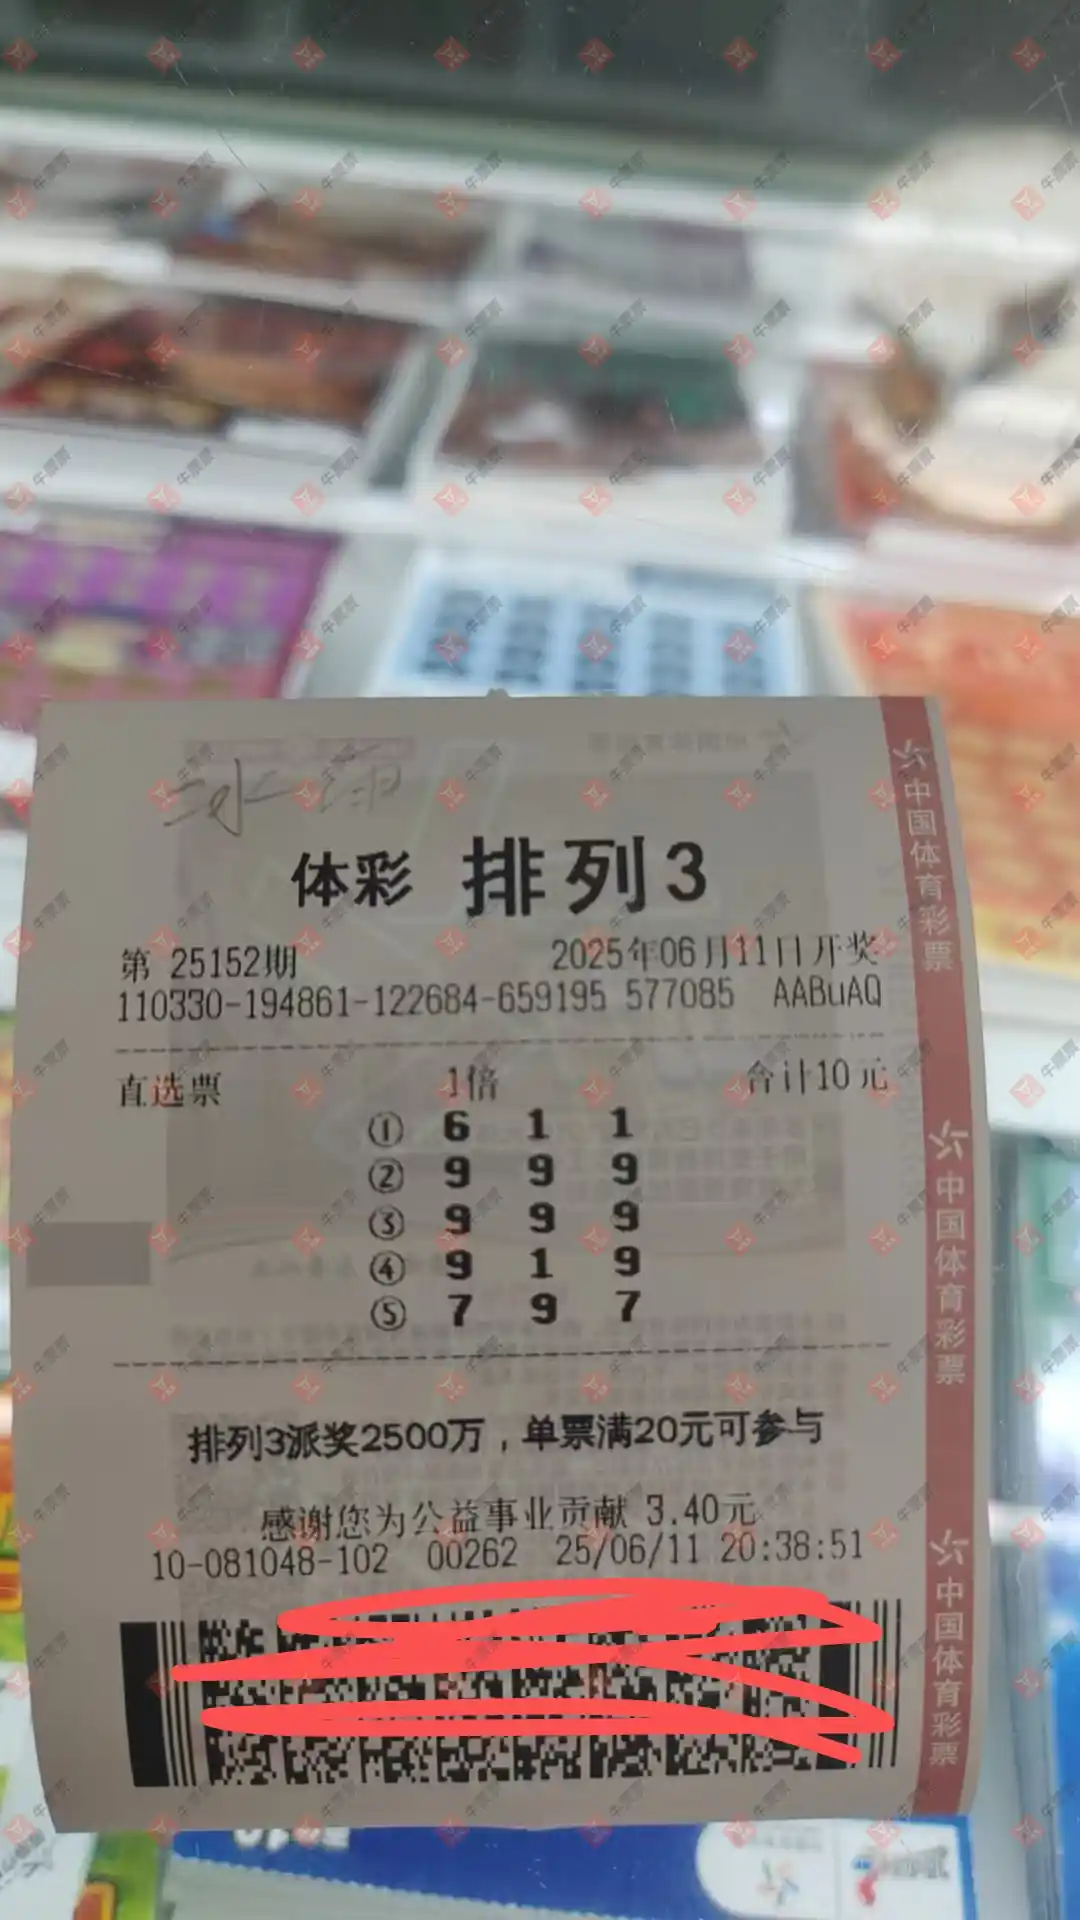 冰雨
体彩 排列3
第 25152期 2025年06月11日开奖
110330-194861-122684-659195 577085 AABuAQ
直选票 1倍 合计10元
① 6 1 1
② 9 9 9
③ 9 9 9
④ 9 1 9
⑤ 7 9 7
排列3派奖2500万，单票满20元可参与
感谢您为公益事业贡献 3.40元
10-081048-102 00262 25/06/11 20:38:51
中国体育彩票
中国体育彩票
中国体育彩票
牛票票